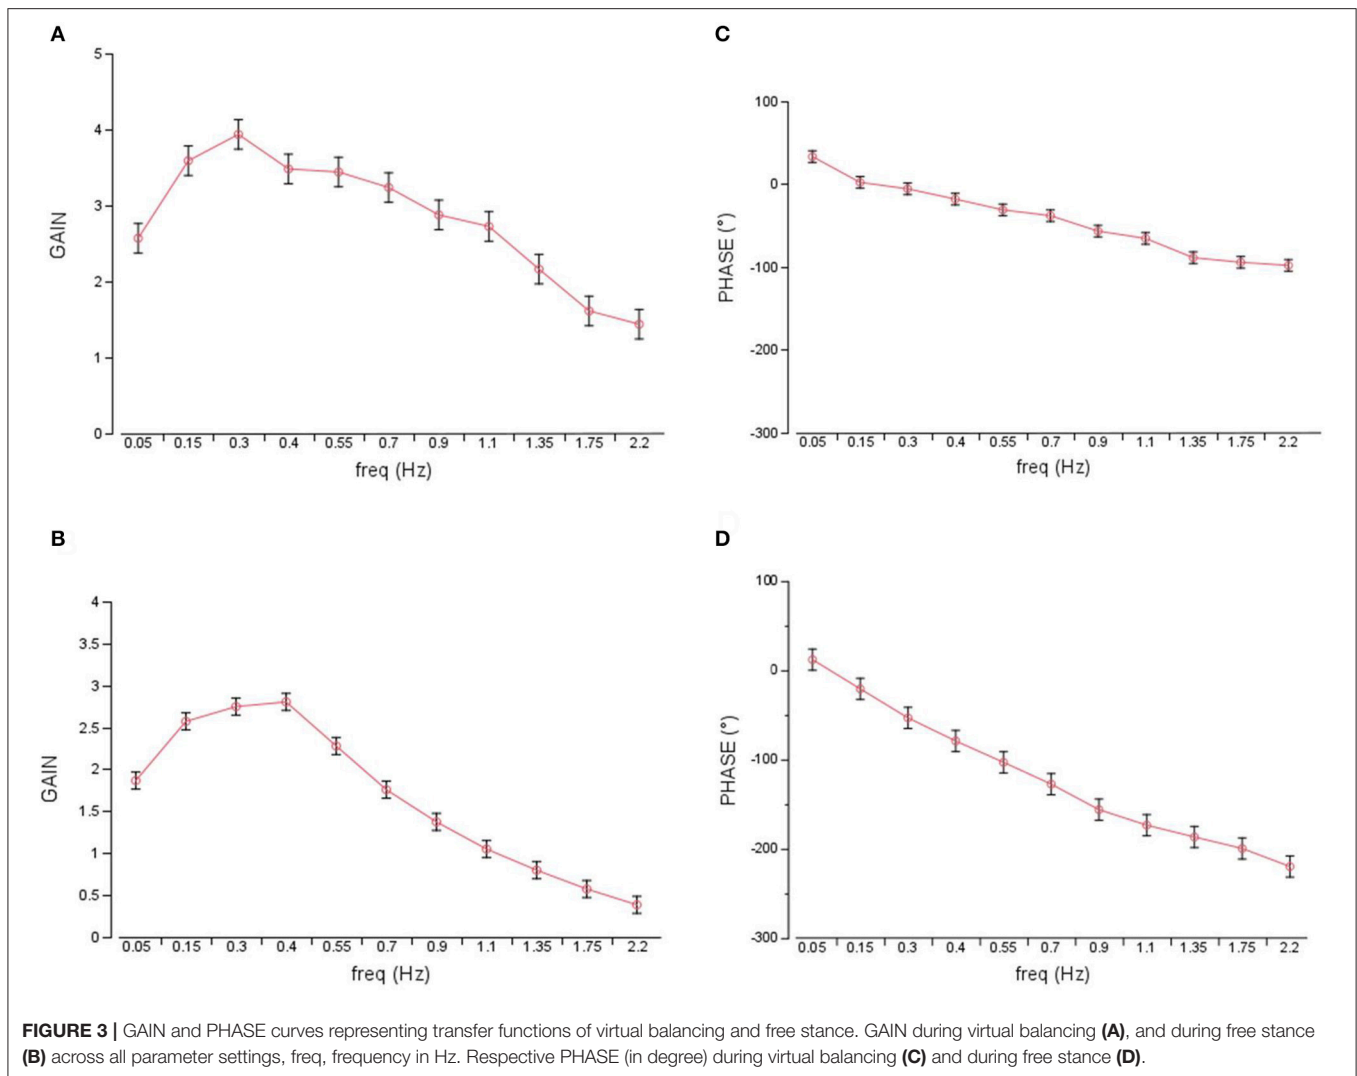 A
5
4
3
2
1
0
GAIN
0.05 0.15 0.3 0.4 0.55 0.7 0.9 1.1 1.35 1.75 2.2
freq (Hz)
C
100
0
-100
-200
-300
PHASE (°)
0.05 0.15 0.3 0.4 0.55 0.7 0.9 1.1 1.35 1.75 2.2
freq (Hz)
B
4
3.5
3
2.5
2
1.5
1
0.5
0
GAIN
0.05 0.15 0.3 0.4 0.55 0.7 0.9 1.1 1.35 1.75 2.2
freq (Hz)
D
100
0
-100
-200
-300
PHASE (°)
0.05 0.15 0.3 0.4 0.55 0.7 0.9 1.1 1.35 1.75 2.2
freq (Hz)
FIGURE 3 | GAIN and PHASE curves representing transfer functions of virtual balancing and free stance. GAIN during virtual balancing (A), and during free stance
(B) across all parameter settings, freq, frequency in Hz. Respective PHASE (in degree) during virtual balancing (C) and during free stance (D).